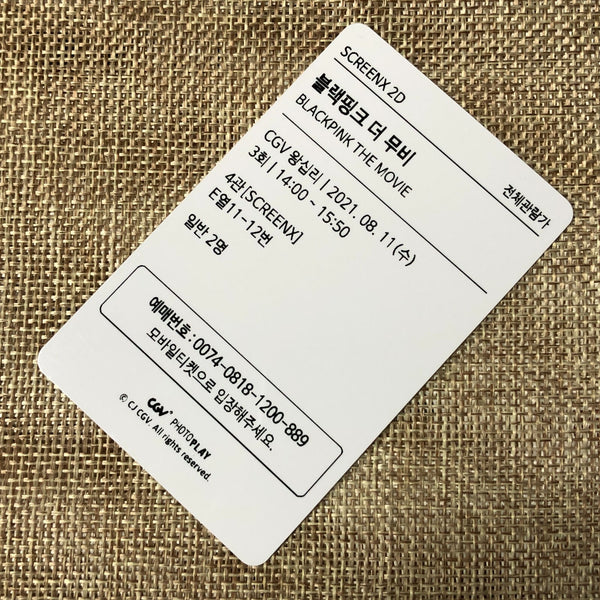 SCREENX 2D
블랙핑크 더 무비
BLACKPINK THE MOVIE
전체관람가
CGV 왕십리 | 2021. 08. 11(수)
3회 | 14:00 ~ 15:50
4관[SCREENX]
E열11~12번
일반 2명
예매번호 : 0074-0818-1200-889
모바일티켓으로 입장해주세요.
CGV PHOTOPLAY
© CJ CGV. All rights reserved.